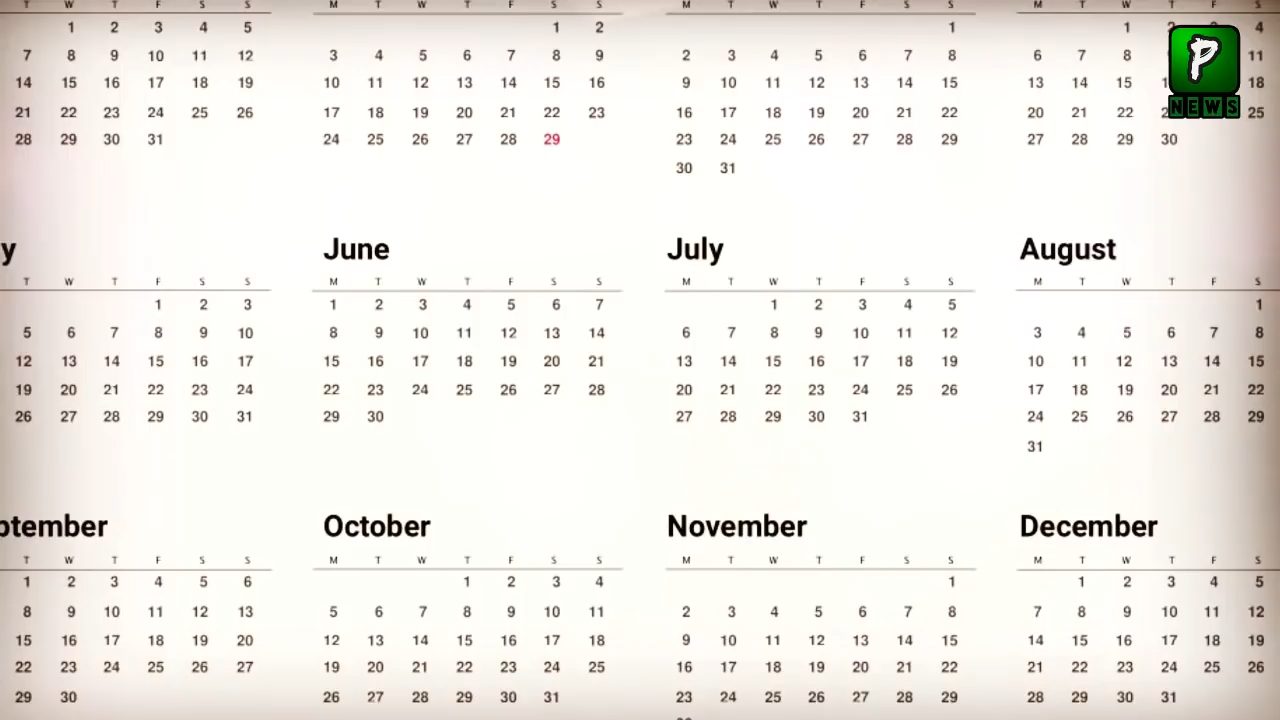 T W T F S S M T W T F S S M T W T F S S M T W T F S
1 2 3 4 5 1 2 1 1 4
7 8 9 10 11 12 3 4 5 6 7 8 9 2 3 4 5 6 7 8 6 7 8 11
14 15 16 17 18 19 10 11 12 13 14 15 16 9 10 11 12 13 14 15 13 14 15 18
21 22 23 24 25 26 17 18 19 20 21 22 23 16 17 18 19 20 21 22 20 21 22 25
28 29 30 31 24 25 26 27 28 29 23 24 25 26 27 28 29 27 28 29 30
30 31
P
NEWS
y June July August
T W T F S S M T W T F S S M T W T F S S M T W T F S
1 2 3 1 2 3 4 5 6 7 1 2 3 4 5 1
5 6 7 8 9 10 8 9 10 11 12 13 14 6 7 8 9 10 11 12 3 4 5 6 7 8
12 13 14 15 16 17 15 16 17 18 19 20 21 13 14 15 16 17 18 19 10 11 12 13 14 15
19 20 21 22 23 24 22 23 24 25 26 27 28 20 21 22 23 24 25 26 17 18 19 20 21 22
26 27 28 29 30 31 29 30 27 28 29 30 31 24 25 26 27 28 29
31
ptember October November December
T W T F S S M T W T F S S M T W T F S S M T W T F S
1 2 3 4 5 6 1 2 3 4 1 1 2 3 4 5
8 9 10 11 12 13 5 6 7 8 9 10 11 2 3 4 5 6 7 8 7 8 9 10 11 12
15 16 17 18 19 20 12 13 14 15 16 17 18 9 10 11 12 13 14 15 14 15 16 17 18 19
22 23 24 25 26 27 19 20 21 22 23 24 25 16 17 18 19 20 21 22 21 22 23 24 25 26
29 30 26 27 28 29 30 31 23 24 25 26 27 28 29 28 29 30 31